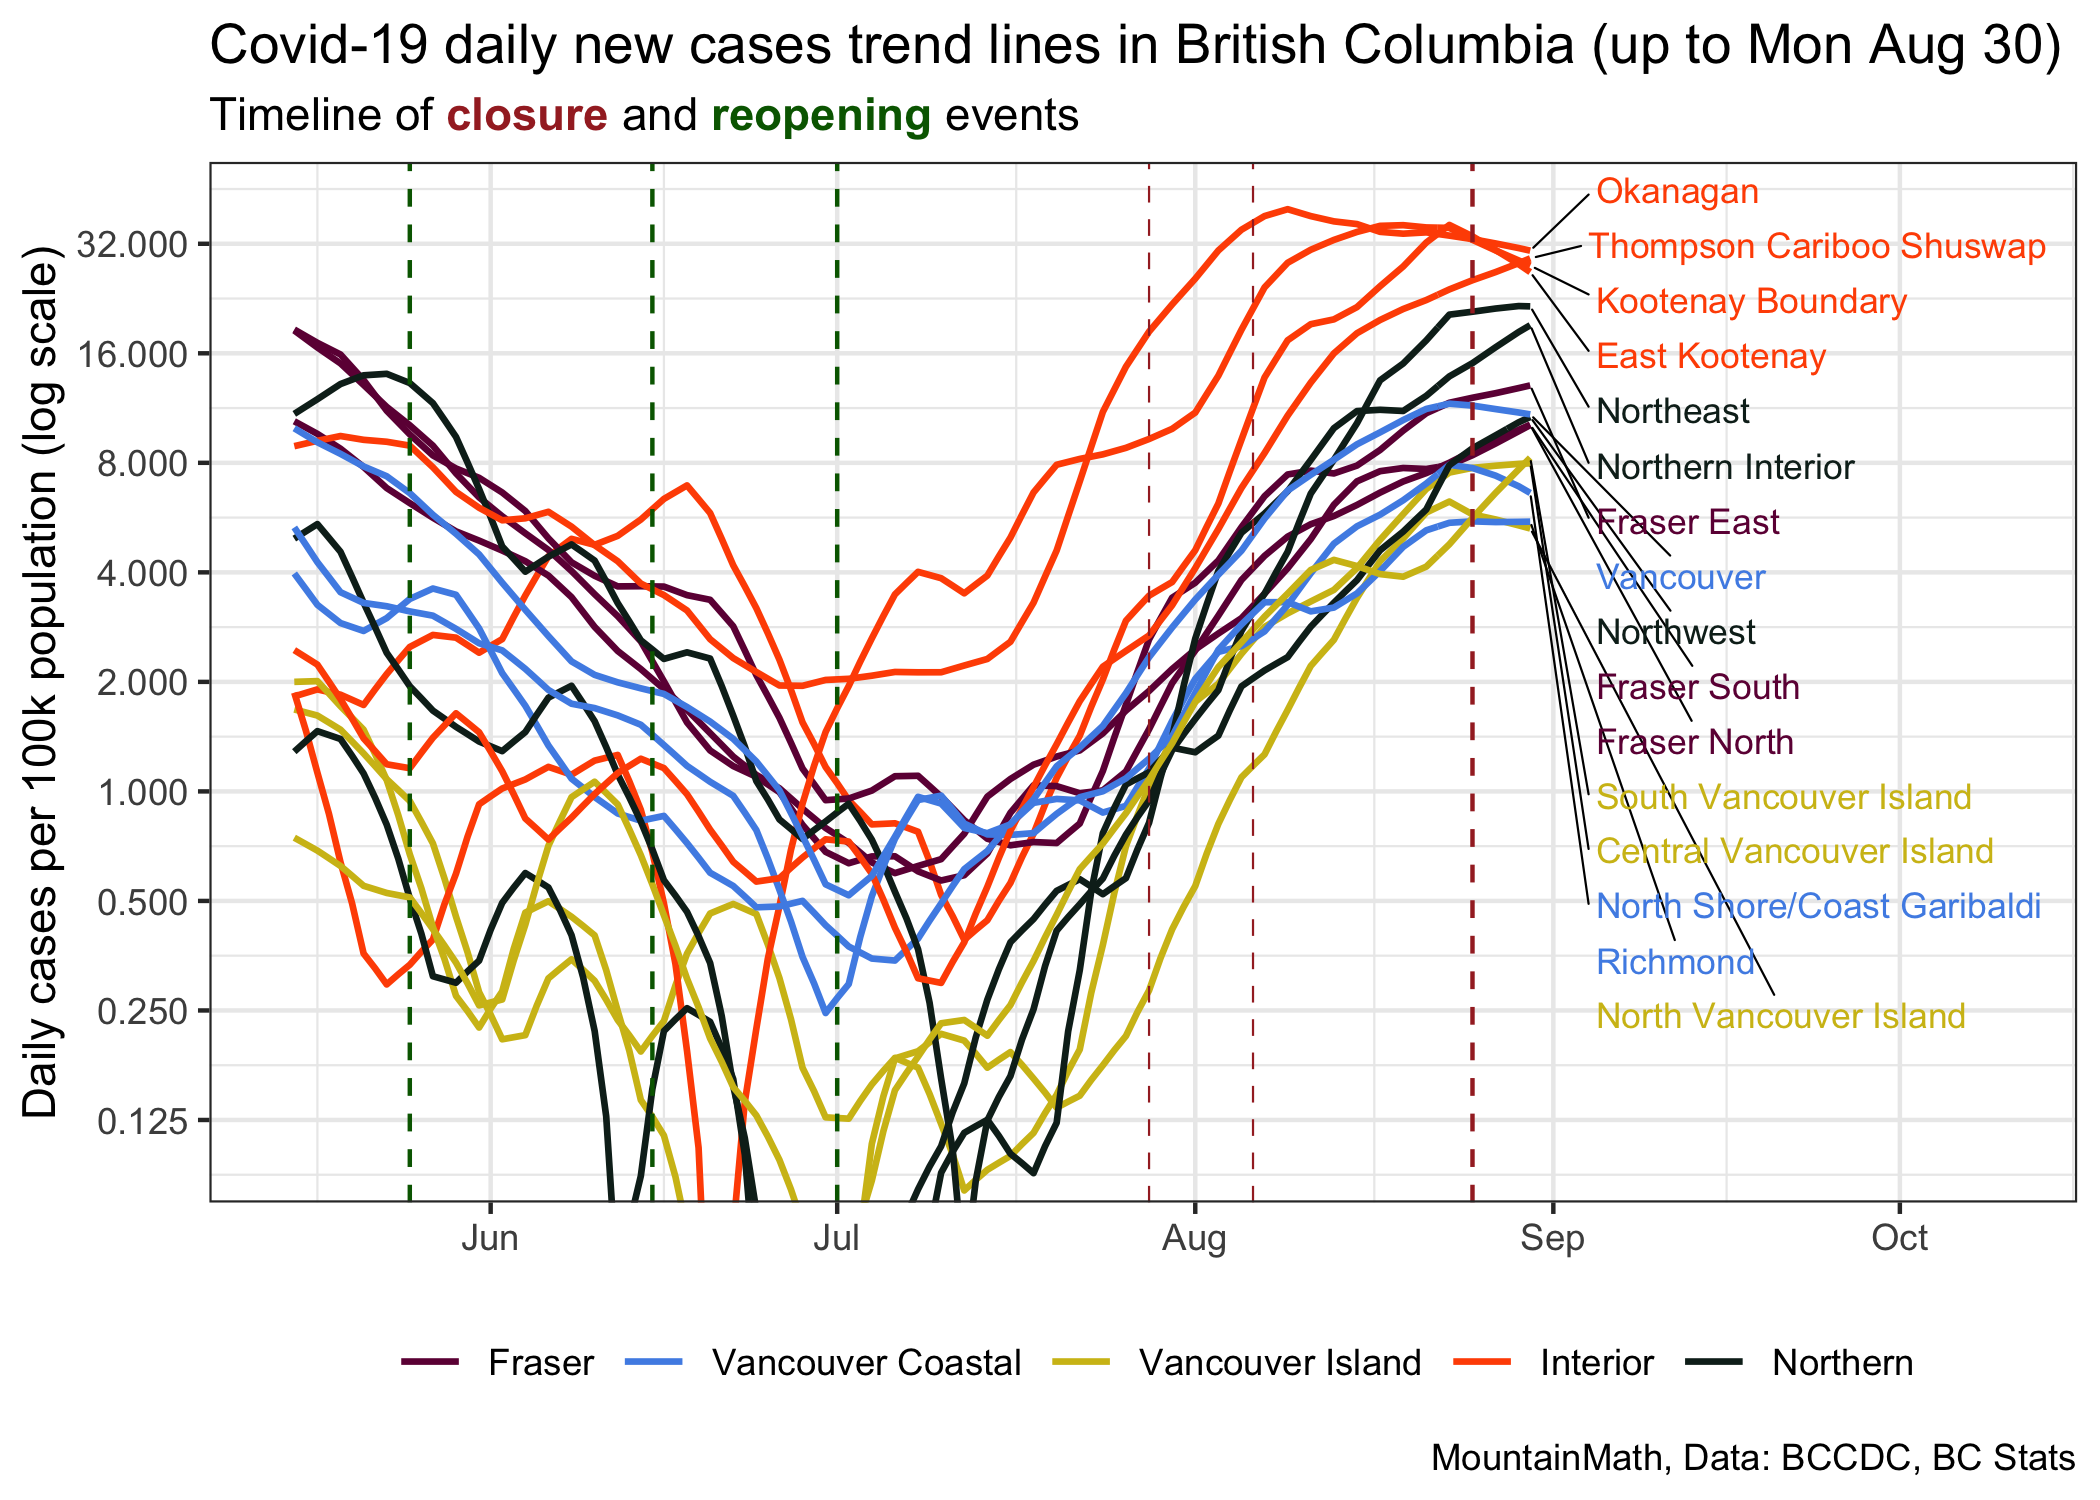 Covid-19 daily new cases trend lines in British Columbia (up to Mon Aug 30)
Timeline of closure and reopening events
Daily cases per 100k population (log scale)
32.000
16.000
8.000
4.000
2.000
1.000
0.500
0.250
0.125
Okanagan
Thompson Cariboo Shuswap
Kootenay Boundary
East Kootenay
Northeast
Northern Interior
Fraser East
Vancouver
Northwest
Fraser South
Fraser North
South Vancouver Island
Central Vancouver Island
North Shore/Coast Garibaldi
Richmond
North Vancouver Island
Jun Jul Aug Sep Oct
Fraser Vancouver Coastal Vancouver Island Interior Northern
MountainMath, Data: BCCDC, BC Stats